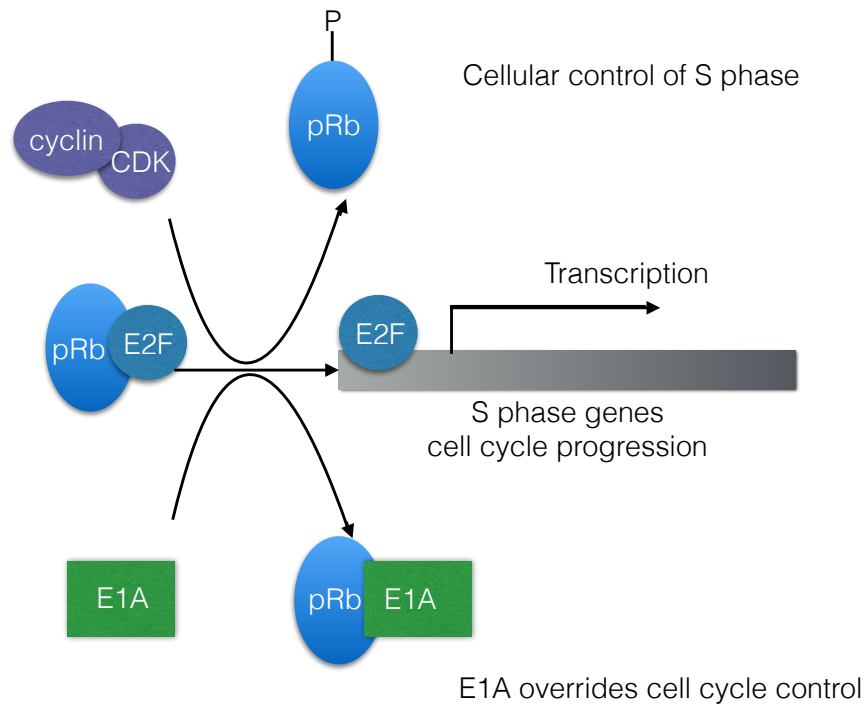 P
Cellular control of S phase
pRb
cyclin
CDK
Transcription
pRb
E2F
E2F
S phase genes
cell cycle progression
E1A
pRb
E1A
E1A overrides cell cycle control